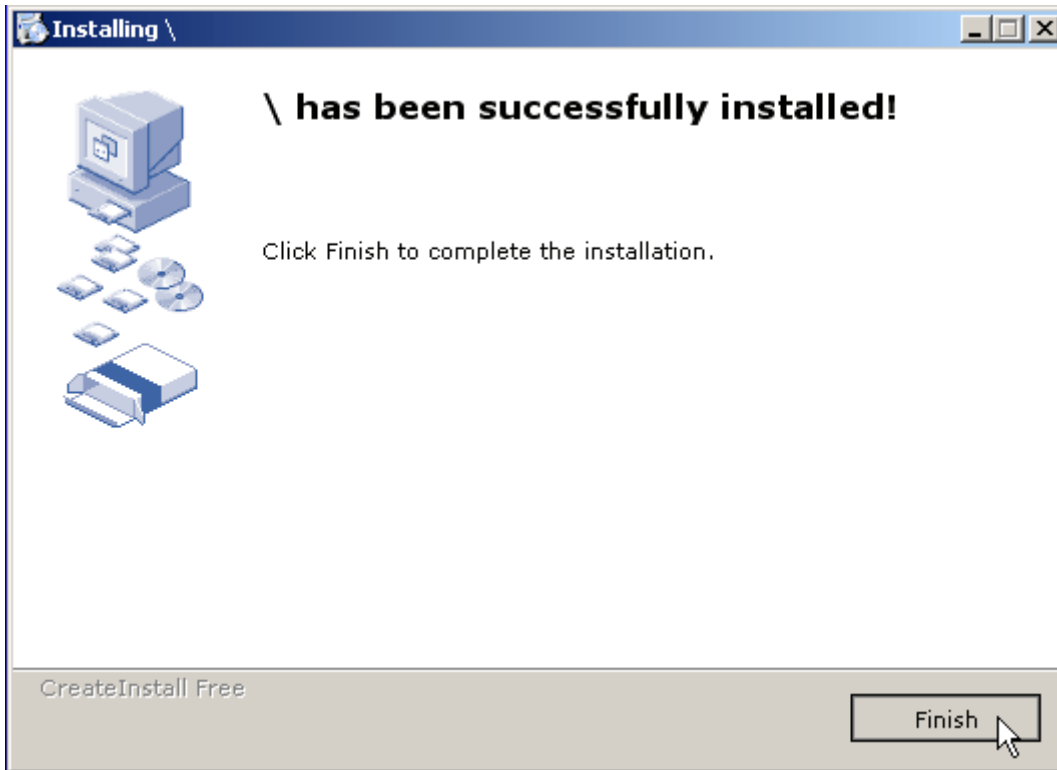 Installing \
\ has been successfully installed!
Click Finish to complete the installation.
CreateInstall Free
Finish